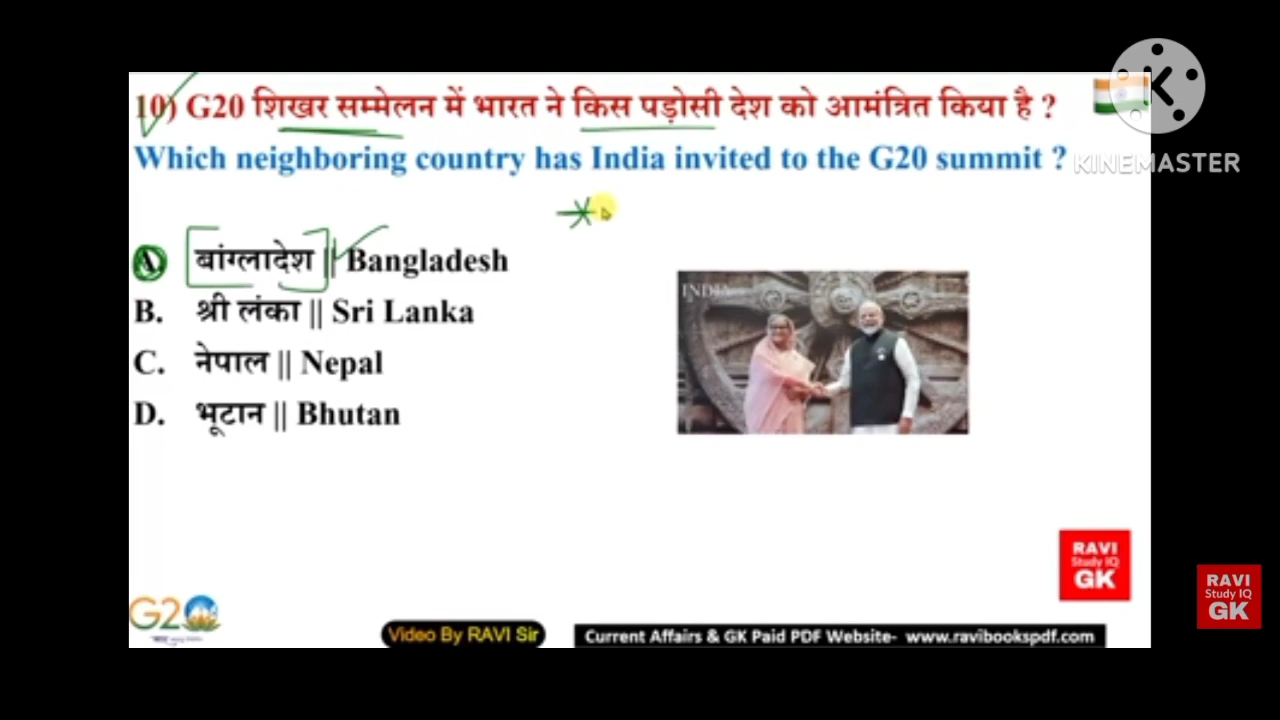 10) G20 शिखर सम्मेलन में भारत ने किस पड़ोसी देश को आमंत्रित किया है ?
Which neighboring country has India invited to the G20 summit ?
KINEMASTER
A बांग्लादेश || Bangladesh
B. श्री लंका || Sri Lanka
C. नेपाल || Nepal
D. भूटान || Bhutan
INDIA
RAVI
Study IQ
GK
RAVI
Study IQ
GK
G20
Video By RAVI Sir
Current Affairs & GK Paid PDF Website- www.ravibookspdf.com